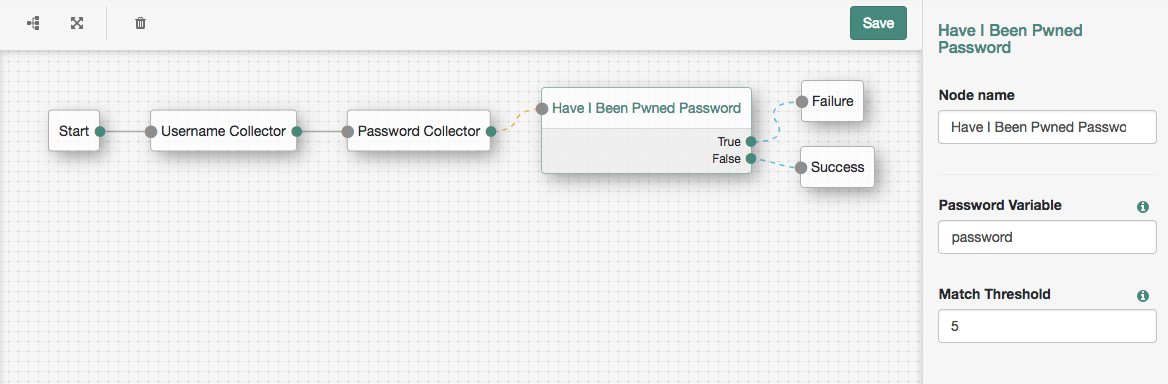 Save
Start
Username Collector
Password Collector
Have I Been Pwned Password
True
False
Failure
Success
Have I Been Pwned
Password
Node name
Have I Been Pwned Passwo
Password Variable
password
Match Threshold
5